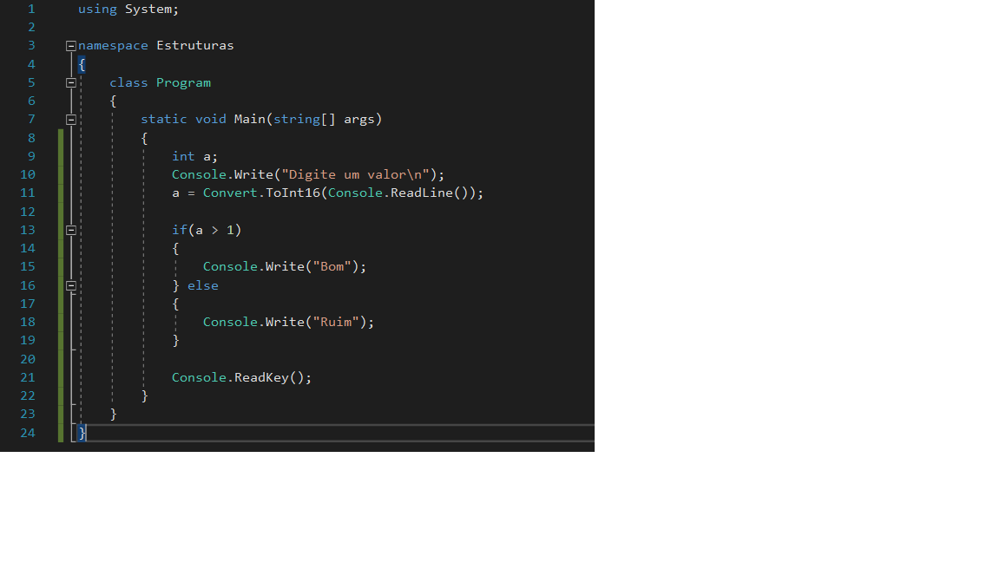 1 using System;
2
3 namespace Estruturas
4 {
5 class Program
6 {
7 static void Main(string[] args)
8 {
9 int a;
10 Console.Write("Digite um valor\n");
11 a = Convert.ToInt16(Console.ReadLine());
12
13 if(a > 1)
14 {
15 Console.Write("Bom");
16 } else
17 {
18 Console.Write("Ruim");
19 }
20
21 Console.ReadKey();
22 }
23 }
24 }